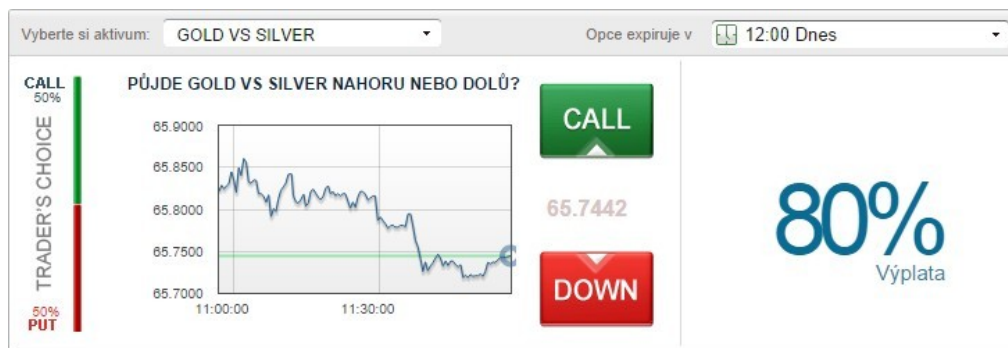 Vyberte si aktivum: GOLD VS SILVER
Opce expiruje v 12:00 Dnes
CALL
50%
TRADER'S CHOICE
50%
PUT
PŮJDE GOLD VS SILVER NAHORU NEBO DOLŮ?
65.9000
65.8500
65.8000
65.7500
65.7000
11:00:00
11:30:00
CALL
65.7442
DOWN
80%
Výplata